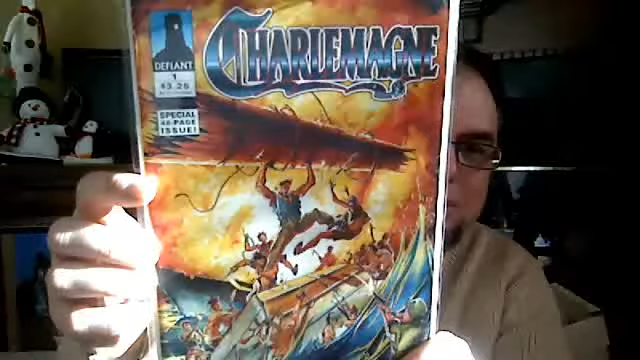 CHARLEMAGNE
DEFIANT
1
$3.25
SPECIAL
48-PAGE
ISSUE!